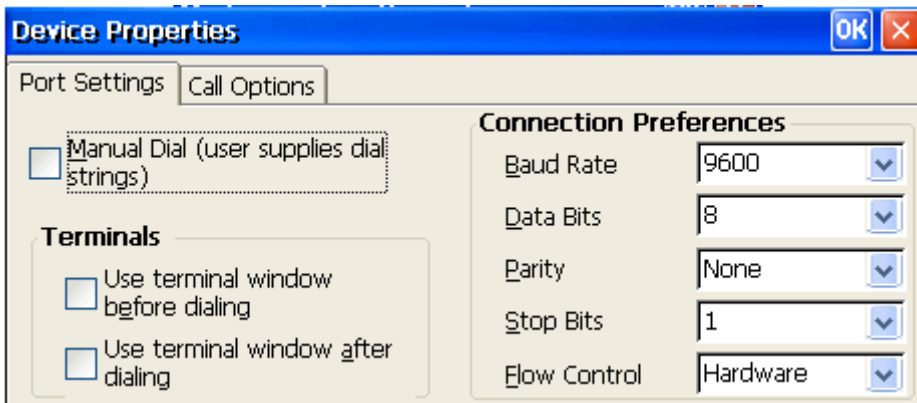 Device Properties OK
Port Settings Call Options
Manual Dial (user supplies dial
strings)
Terminals
Use terminal window
before dialing
Use terminal window after
dialing
Connection Preferences
Baud Rate 9600
Data Bits 8
Parity None
Stop Bits 1
Flow Control Hardware